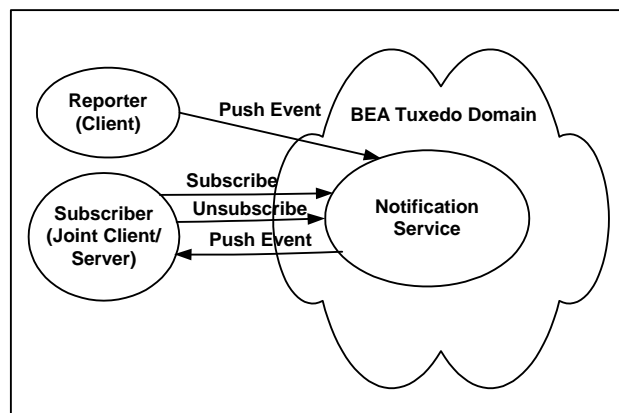 Reporter
(Client)
Push Event
BEA Tuxedo Domain
Subscribe
Subscriber
(Joint Client/
Server)
Unsubscribe
Push Event
Notification
Service